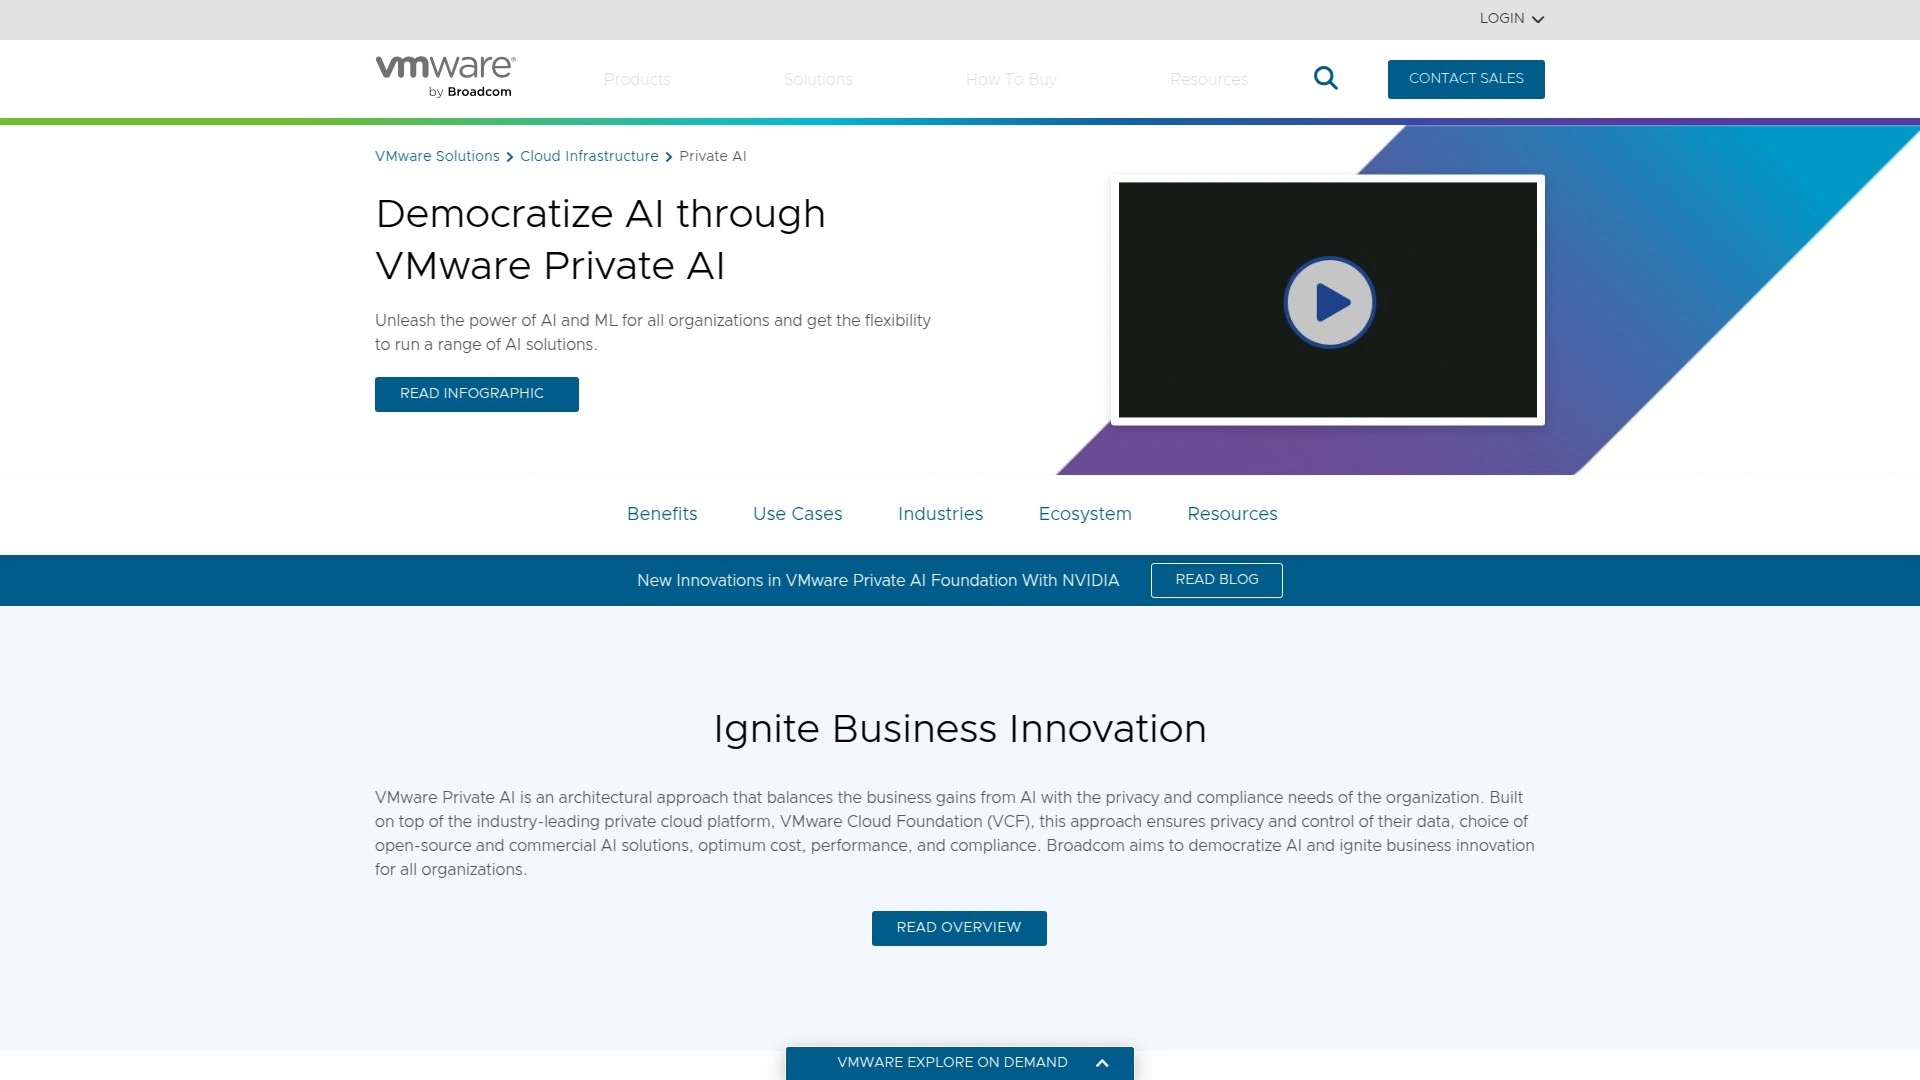 LOGIN
vmware®
by Broadcom
Products
Solutions
How To Buy
Resources
CONTACT SALES
VMware Solutions
Cloud Infrastructure
Private AI
Democratize AI through
VMware Private AI
Unleash the power of AI and ML for all organizations and get the flexibility
to run a range of AI solutions.
READ INFOGRAPHIC
Benefits
Use Cases
Industries
Ecosystem
Resources
New Innovations in VMware Private AI Foundation With NVIDIA
READ BLOG
Ignite Business Innovation
VMware Private AI is an architectural approach that balances the business gains from AI with the privacy and compliance needs of the organization. Built
on top of the industry-leading private cloud platform, VMware Cloud Foundation (VCF), this approach ensures privacy and control of their data, choice of
open-source and commercial AI solutions, optimum cost, performance, and compliance. Broadcom aims to democratize AI and ignite business innovation
for all organizations.
READ OVERVIEW
VMWARE EXPLORE ON DEMAND